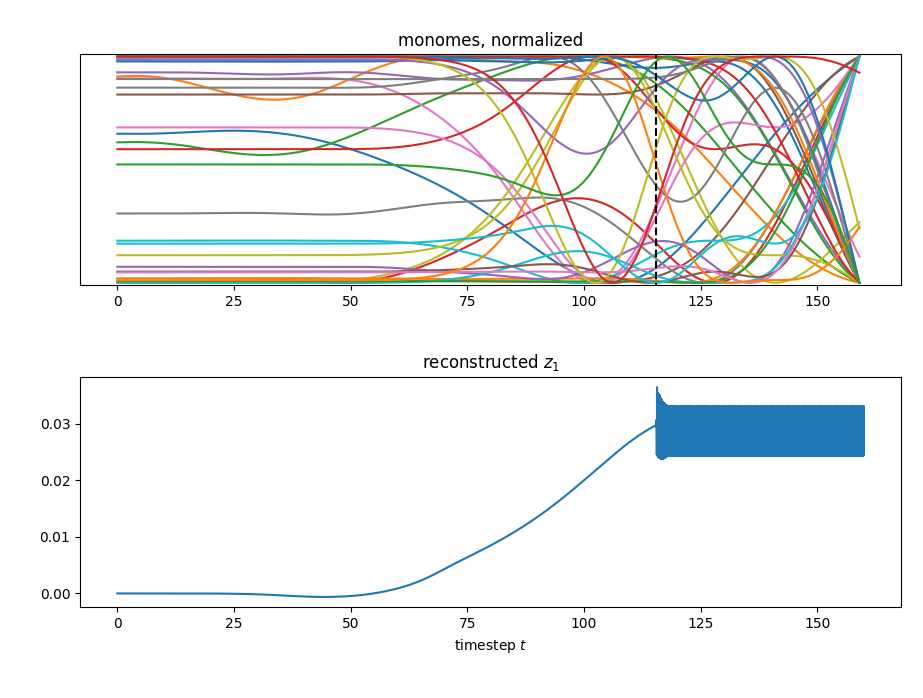 monomes, normalized
0 25 50 75 100 125 150
reconstructed $z_1$
0.03
0.02
0.01
0.00
0 25 50 75 100 125 150
timestep $t$